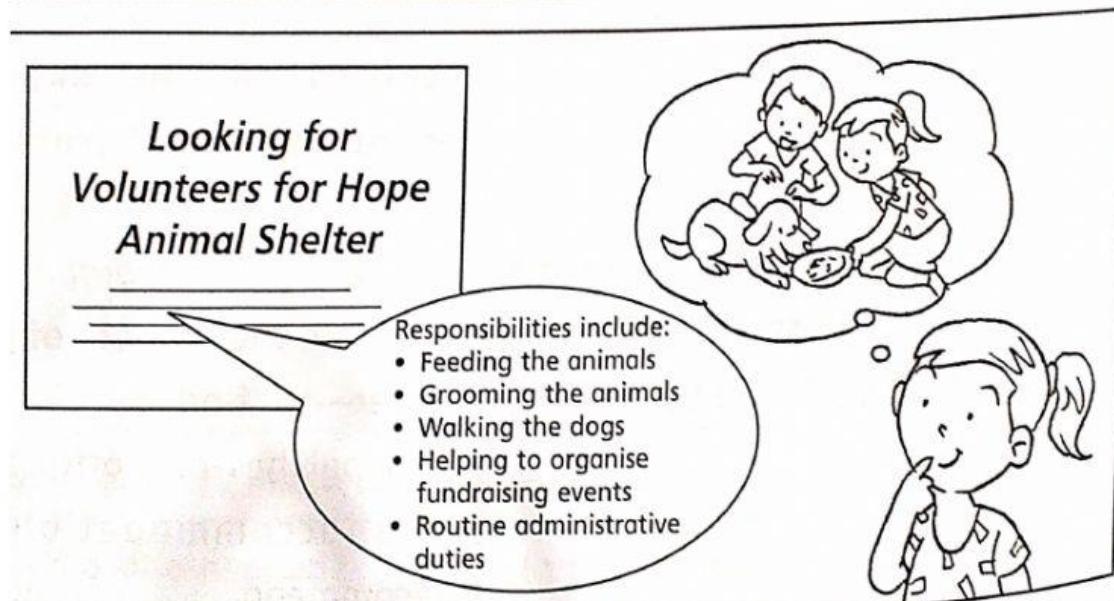 Looking for
Volunteers for Hope
Animal Shelter
Responsibilities include:
• Feeding the animals
• Grooming the animals
• Walking the dogs
• Helping to organise
fundraising events
• Routine administrative
duties